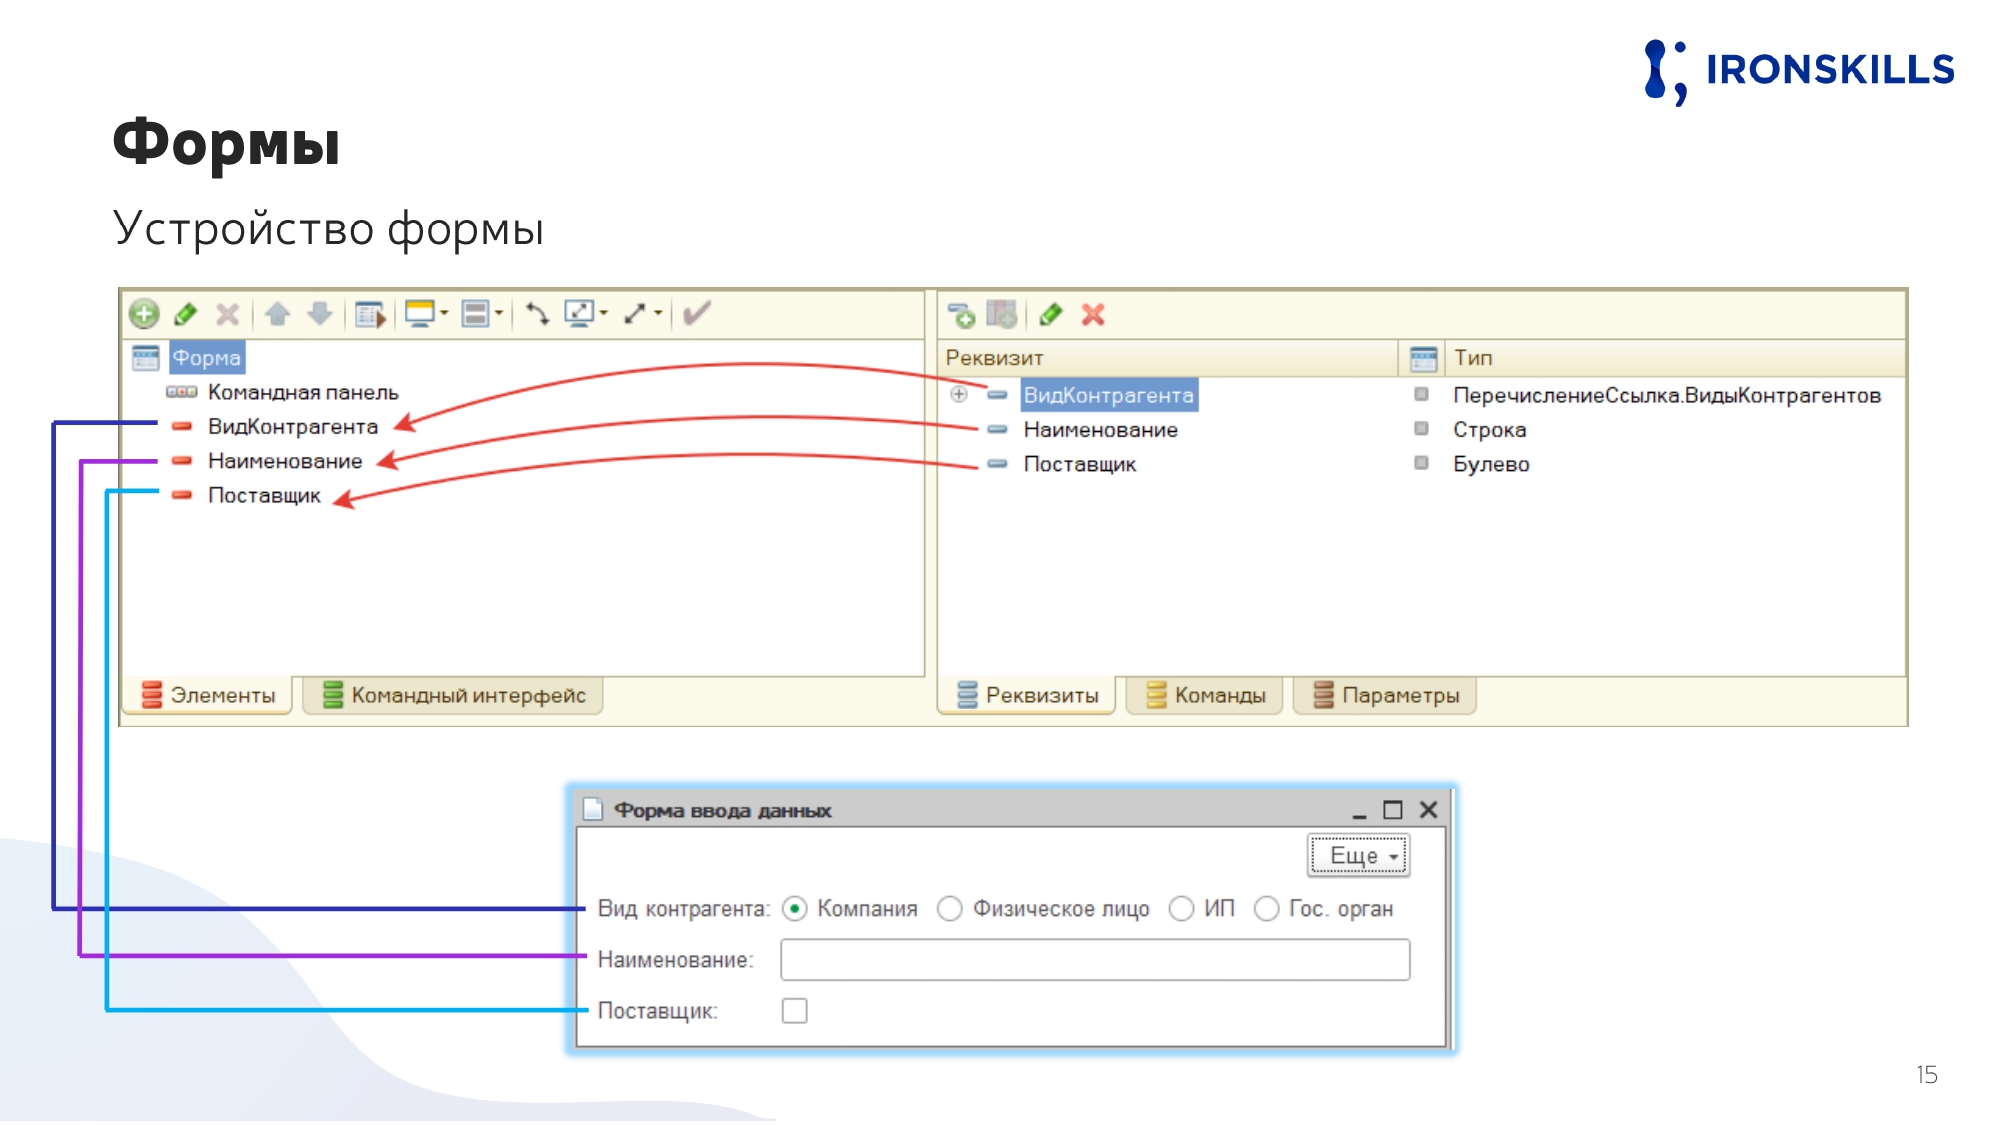 IRONSKILLS
Формы
Устройство формы
Форма
Командная панель
ВидКонтрагента
Наименование
Поставщик
Элементы
Командный интерфейс
Реквизит Тип
ВидКонтрагента ПеречислениеСсылка.ВидыКонтрагентов
Наименование Строка
Поставщик Булево
Реквизиты
Команды
Параметры
Форма ввода данных
Еще
Вид контрагента: Компания Физическое лицо ИП Гос. орган
Наименование:
Поставщик:
15